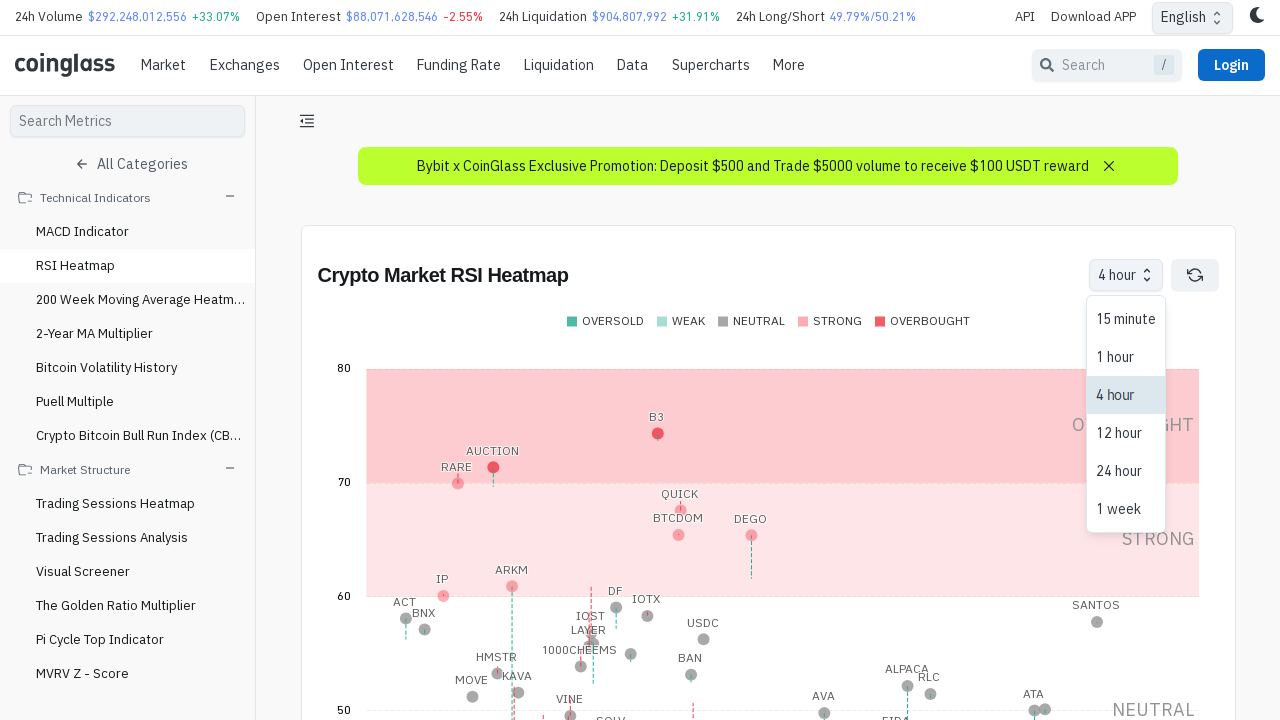 24h Volume $292,248,012,556 +33.07% Open Interest $88,071,628,546 -2.55% 24h Liquidation $904,807,992 +31.91% 24h Long/Short 49.79%/50.21% API Download APP English
coinglass Market Exchanges Open Interest Funding Rate Liquidation Data Supercharts More Search / Login
Search Metrics
All Categories
Technical Indicators
MACD Indicator
RSI Heatmap
200 Week Moving Average Heatm...
2-Year MA Multiplier
Bitcoin Volatility History
Puell Multiple
Crypto Bitcoin Bull Run Index (CB...
Market Structure
Trading Sessions Heatmap
Trading Sessions Analysis
Visual Screener
The Golden Ratio Multiplier
Pi Cycle Top Indicator
MVRV Z - Score
Bybit x CoinGlass Exclusive Promotion: Deposit $500 and Trade $5000 volume to receive $100 USDT reward
Crypto Market RSI Heatmap
4 hour
15 minute
1 hour
4 hour
12 hour
24 hour
1 week
OVERSOLD WEAK NEUTRAL STRONG OVERBOUGHT
80
B3
AUCTION
RARE
70
QUICK
BTCDOM
DEGO
STRONG
ARKM
IP
60
DF
IOTX
ACT
BNX
SANTOS
IOST
USDC
LAYER
1000CHEEMS
HMSTR
BAN
ALPACA
KAVA
RLC
MOVE
VINE
AVA
ATA
50
NEUTRAL